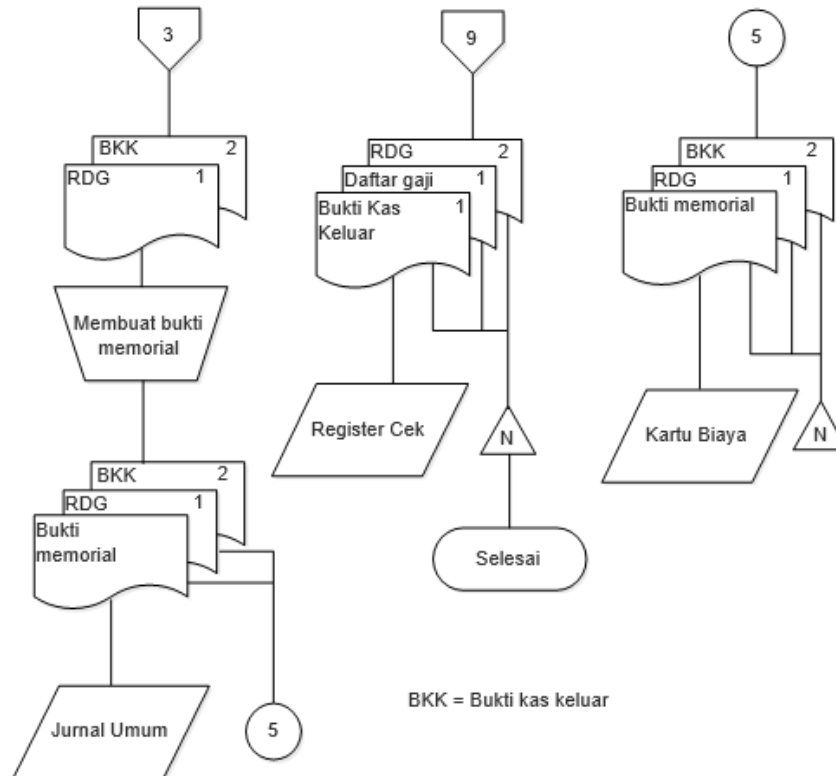 3
BKK 2
RDG 1
Membuat bukti
memorial
BKK 2
RDG 1
Bukti
memorial
Jurnal Umum
5
9
RDG 2
Daftar gaji 1
Bukti Kas 1
Keluar
Register Cek
N
Selesai
5
BKK 2
RDG 1
Bukti memorial
Kartu Biaya
N
BKK = Bukti kas keluar